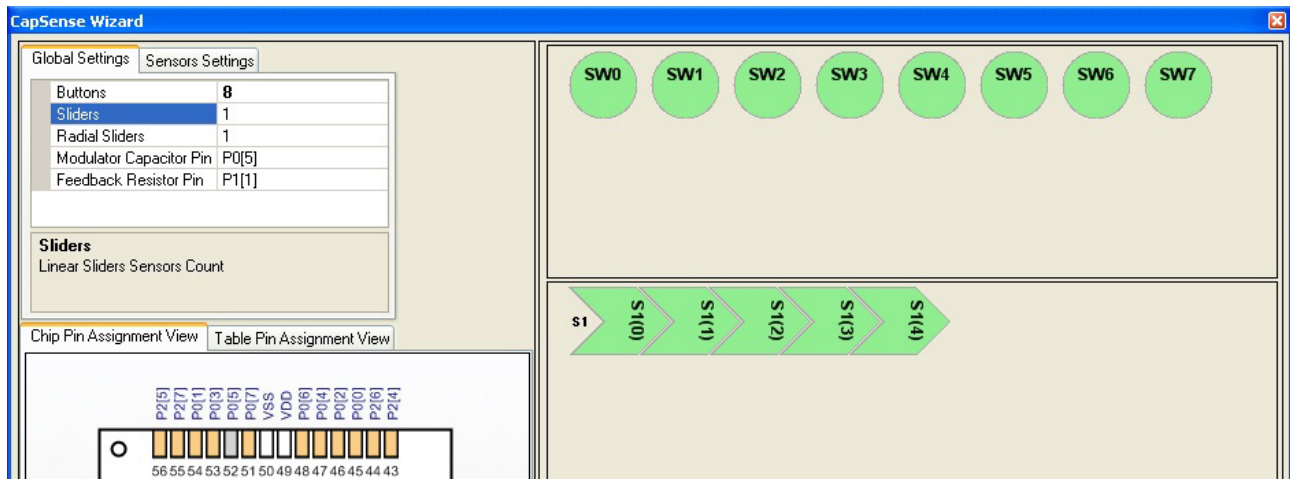 CapSense Wizard
Global Settings Sensors Settings
Buttons 8
Sliders 1
Radial Sliders 1
Modulator Capacitor Pin P0[5]
Feedback Resistor Pin P1[1]
Sliders
Linear Sliders Sensors Count
Chip Pin Assignment View Table Pin Assignment View
P2[5] P2[7] P0[1] P0[3] P0[5] P0[7] VSS VDD P0[6] P0[4] P0[2] P0[0] P2[6] P2[4]
56 55 54 53 52 51 50 49 48 47 46 45 44 43
SW0 SW1 SW2 SW3 SW4 SW5 SW6 SW7
S1 S1(0) S1(1) S1(2) S1(3) S1(4)